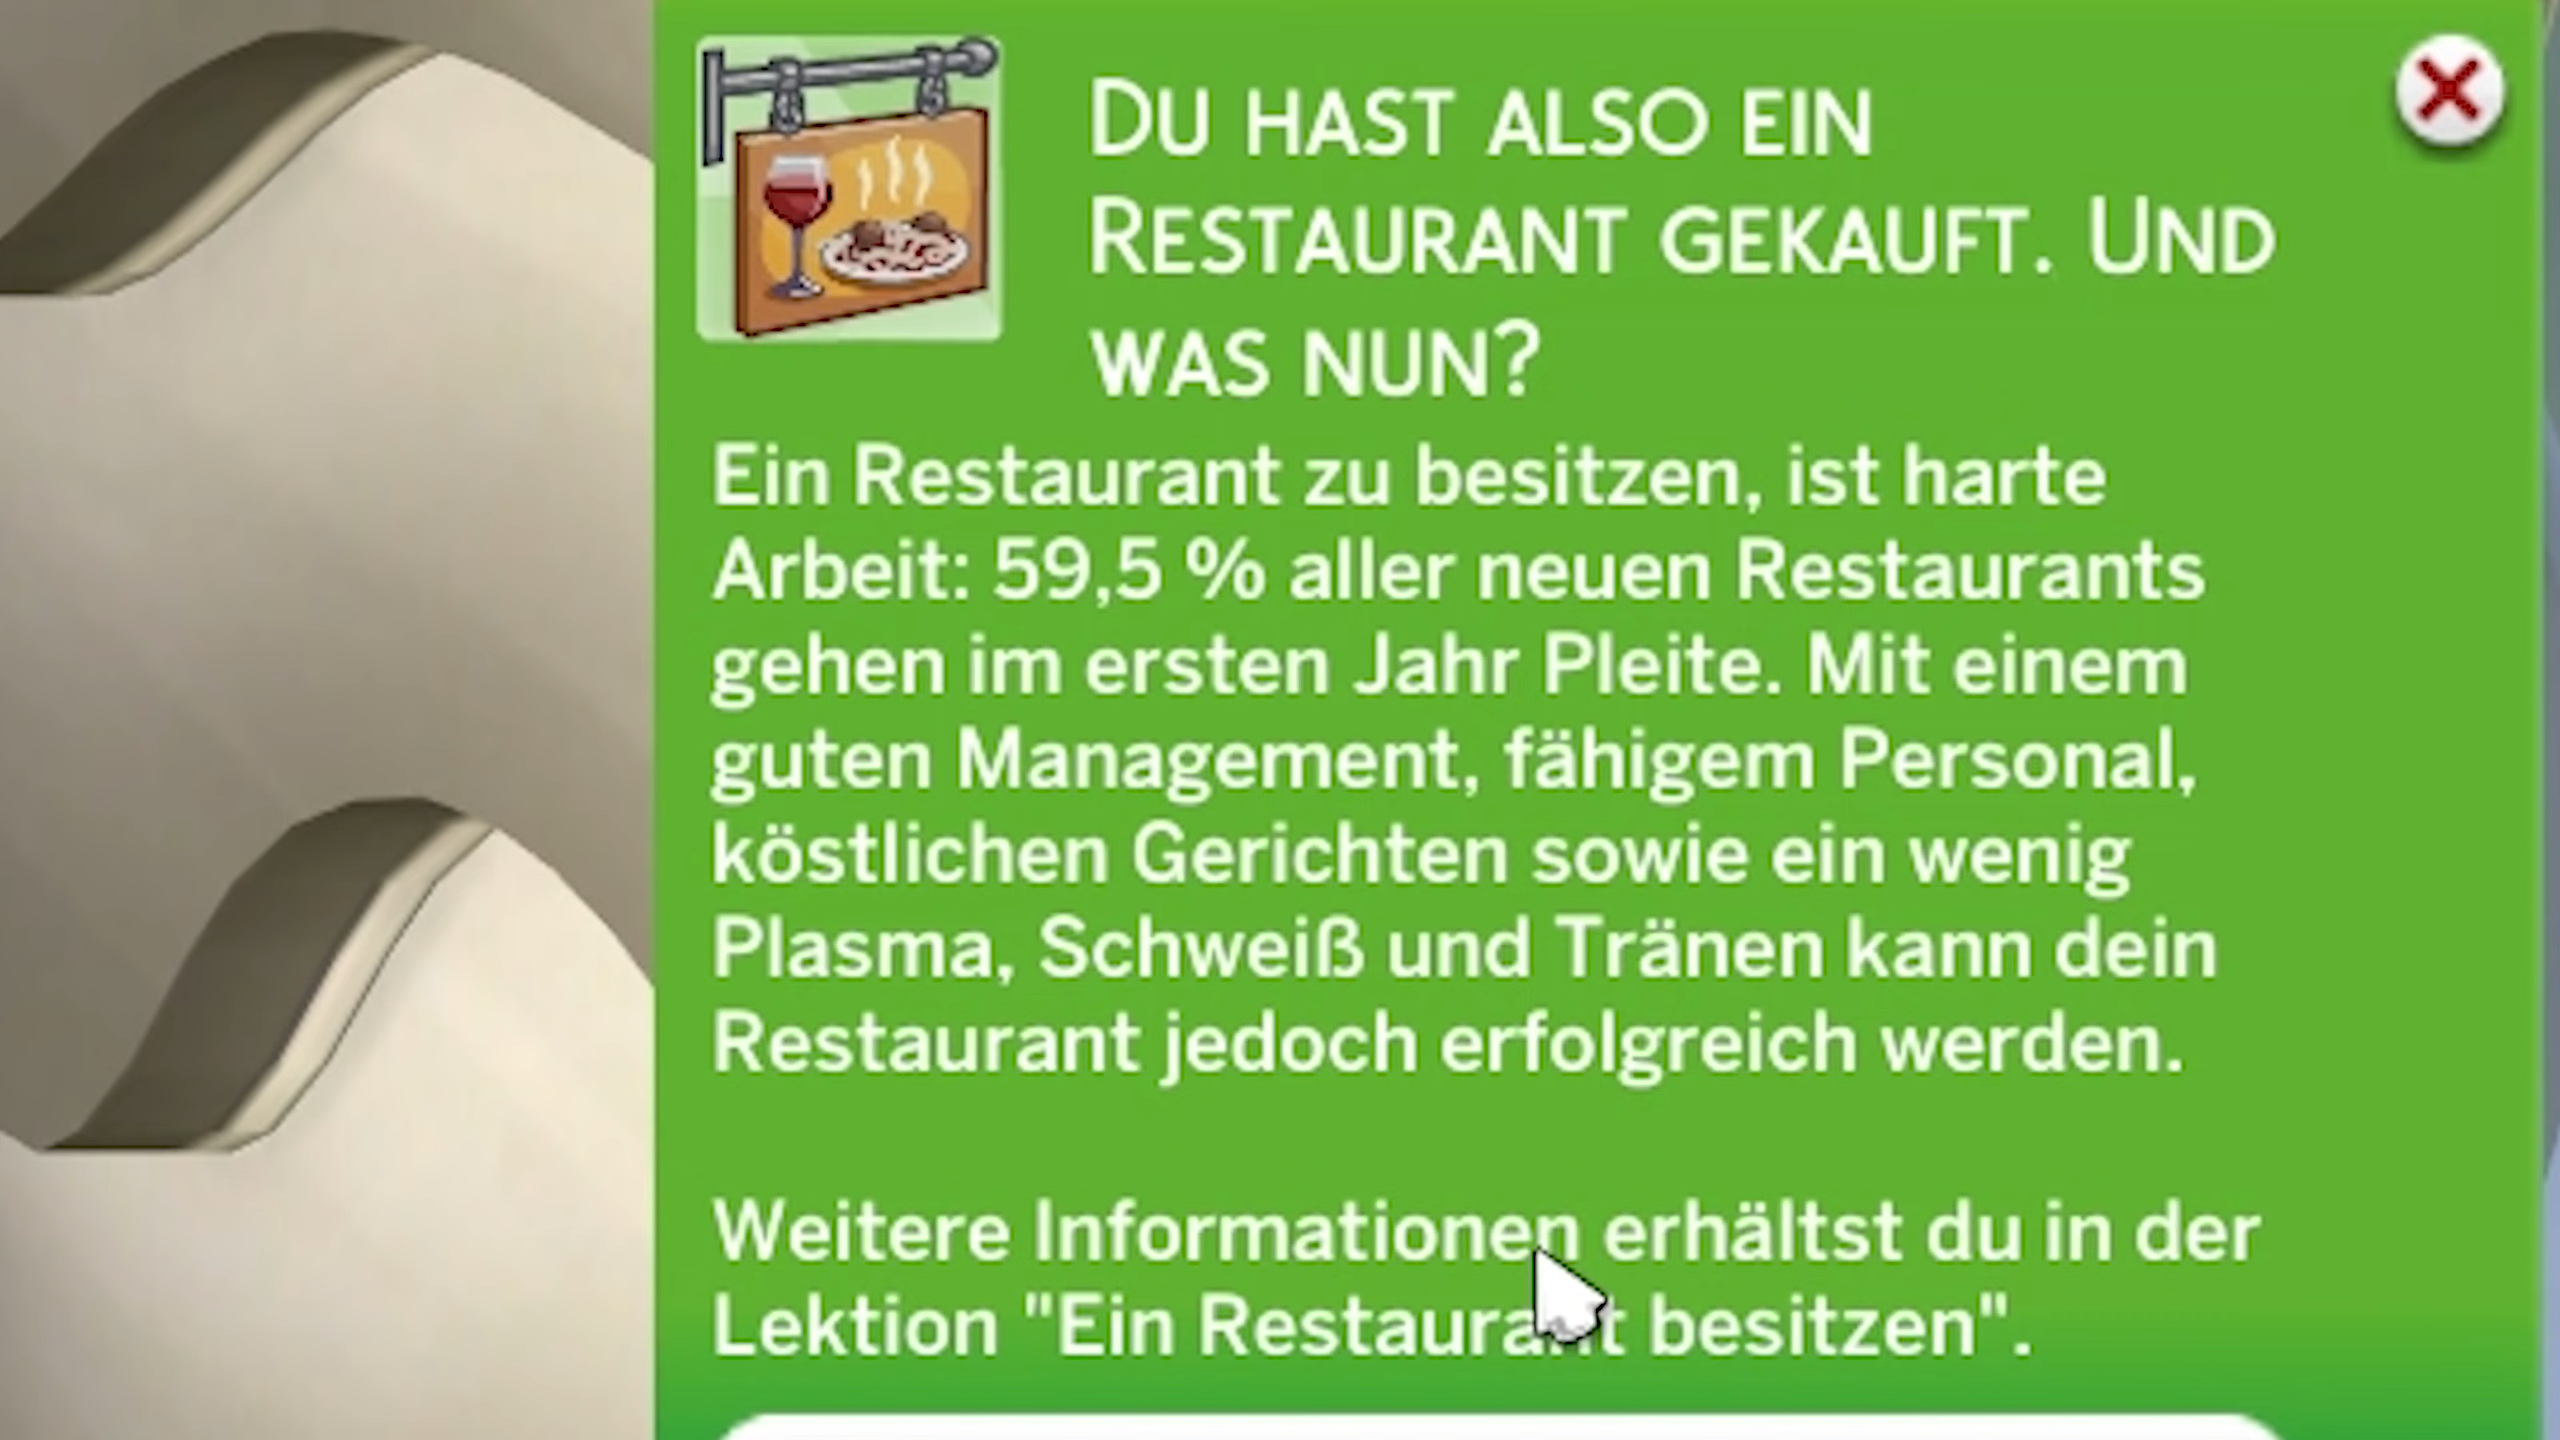 Du hast also ein
Restaurant gekauft. Und
was nun?
Ein Restaurant zu besitzen, ist harte
Arbeit: 59,5 % aller neuen Restaurants
gehen im ersten Jahr Pleite. Mit einem
guten Management, fähigem Personal,
köstlichen Gerichten sowie ein wenig
Plasma, Schweiß und Tränen kann dein
Restaurant jedoch erfolgreich werden.
Weitere Informationen erhältst du in der
Lektion "Ein Restaurant besitzen".